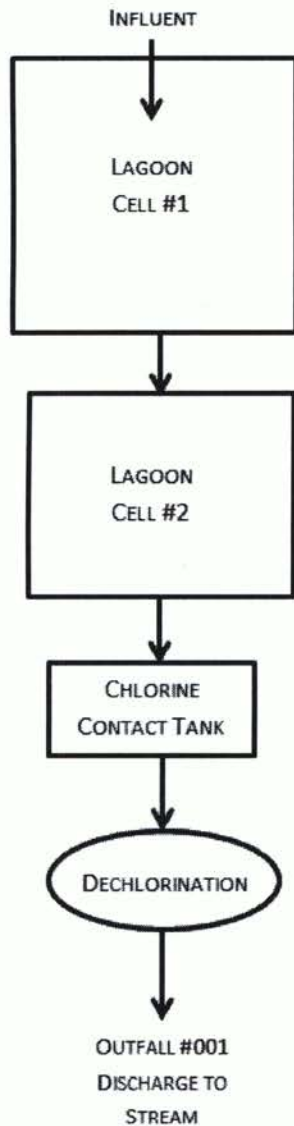 INFLUENT
LAGOON
CELL #1
LAGOON
CELL #2
CHLORINE
CONTACT TANK
DECHLORINATION
OUTFALL #001
DISCHARGE TO
STREAM